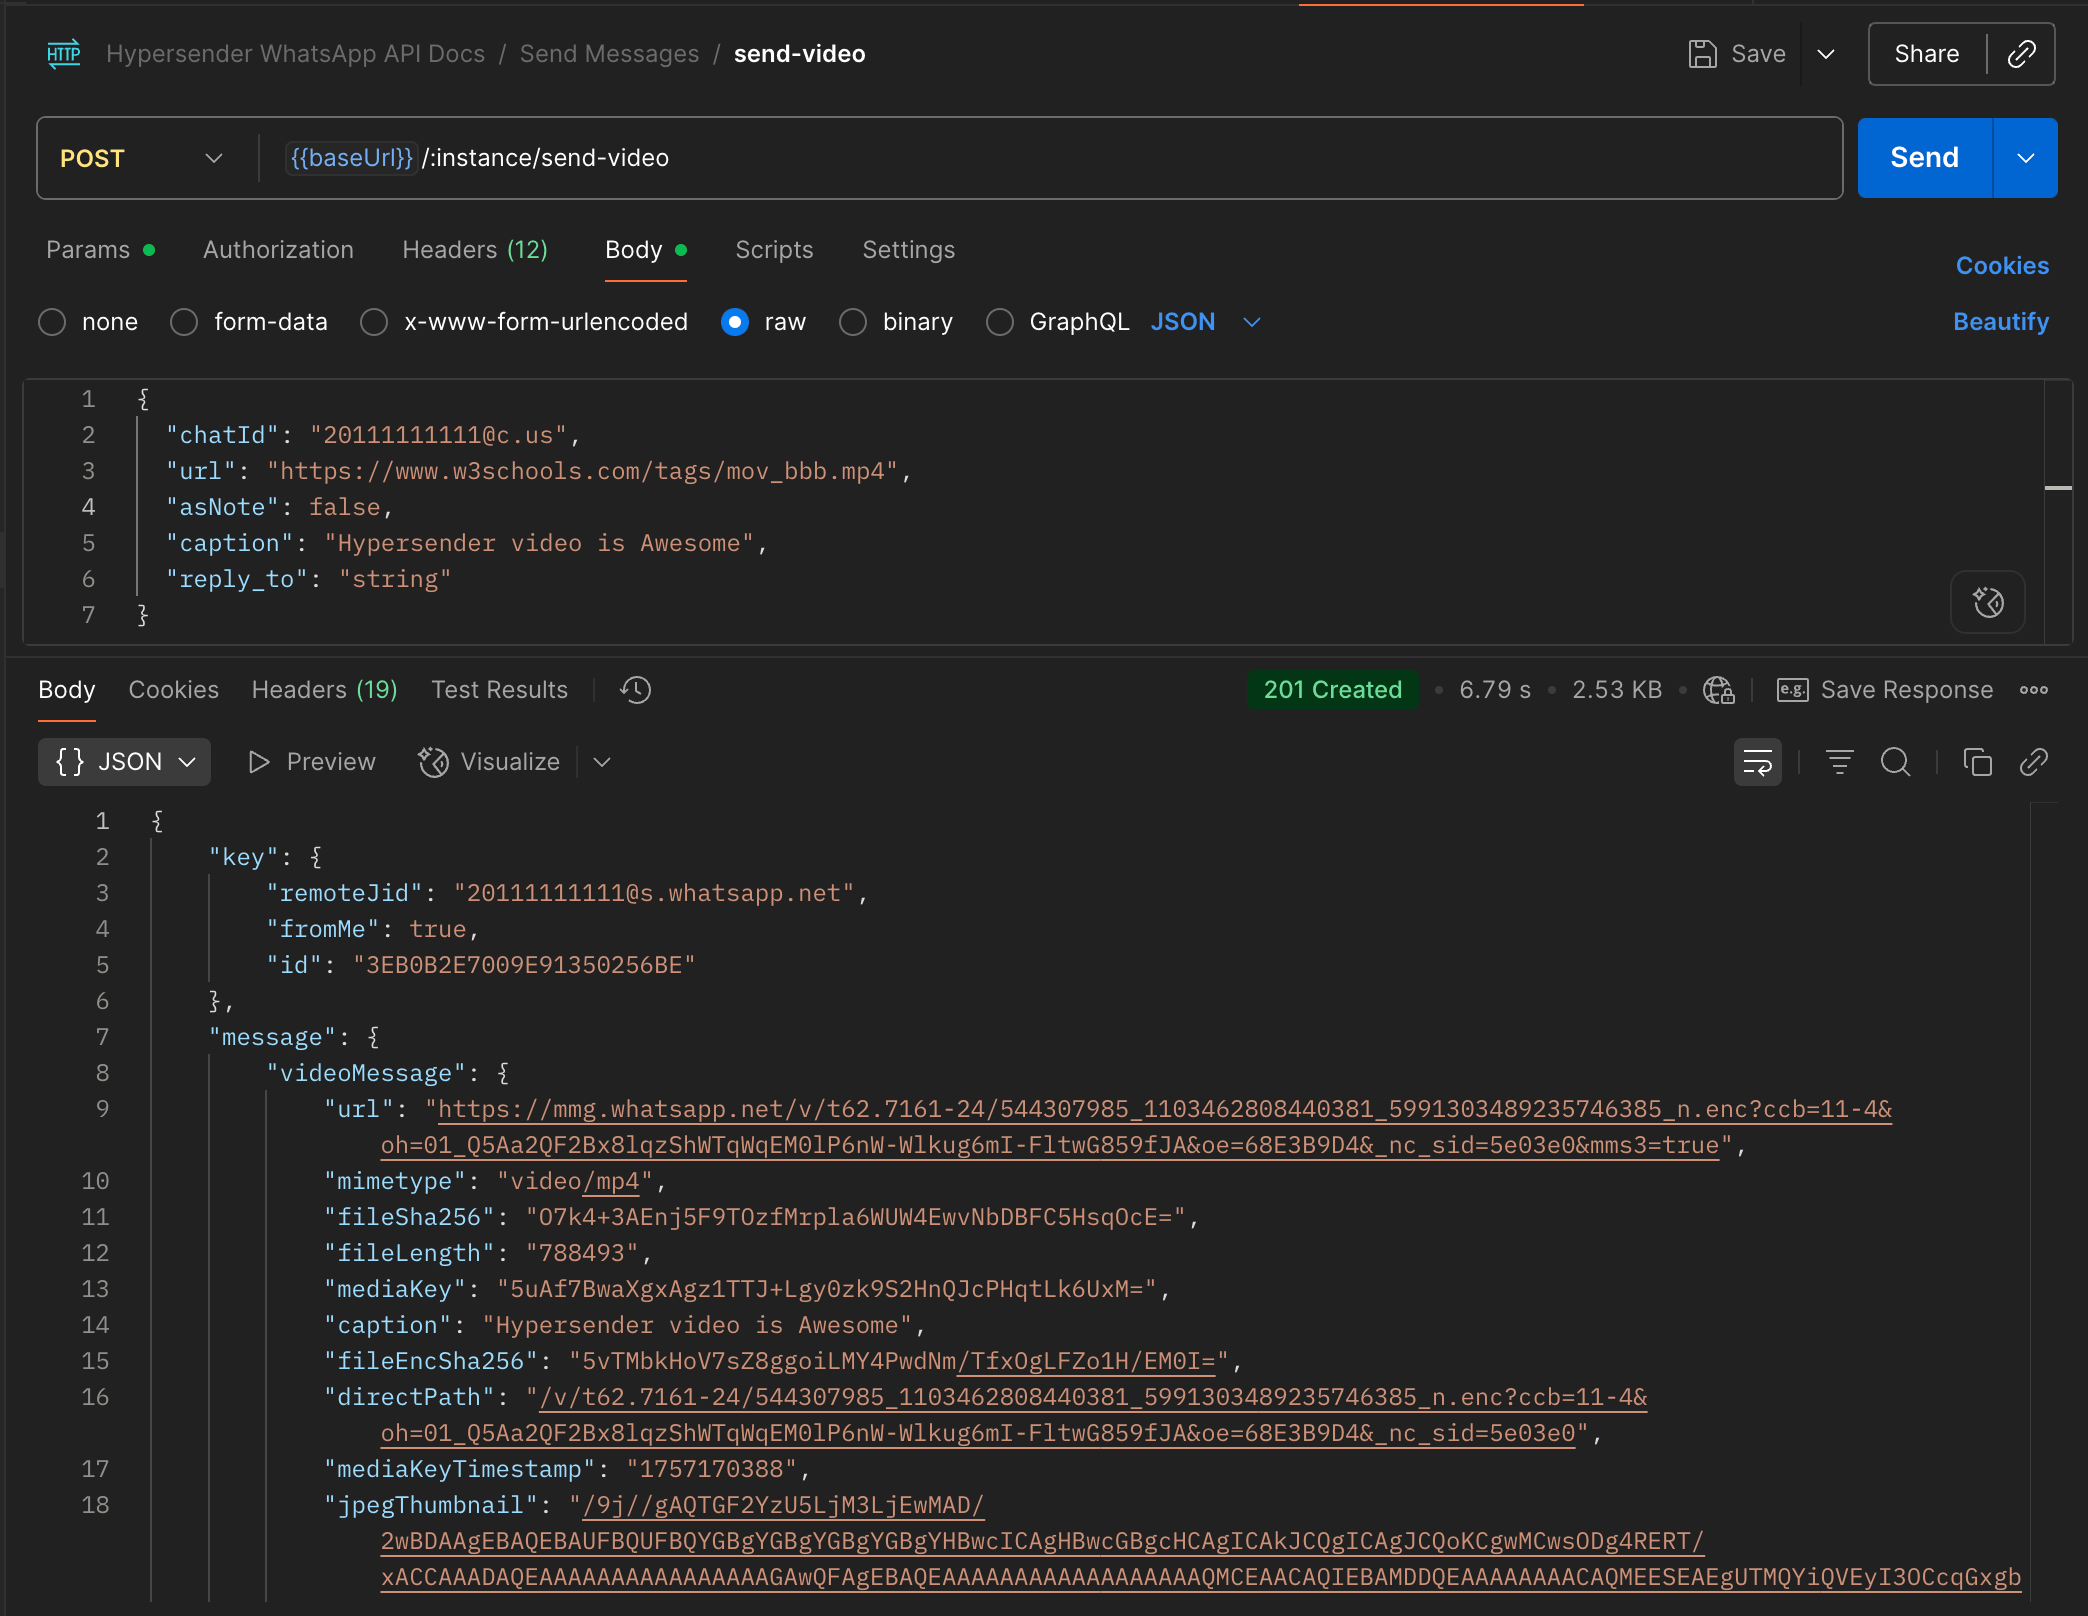 HTTP Hypersender WhatsApp API Docs / Send Messages / send-video Save Share
POST {{baseUrl}}/:instance/send-video Send
Params Authorization Headers (12) Body Scripts Settings Cookies
none form-data x-www-form-urlencoded raw binary GraphQL JSON Beautify
1 {
2 "chatId": "20111111111@c.us",
3 "url": "https://www.w3schools.com/tags/mov_bbb.mp4",
4 "asNote": false,
5 "caption": "Hypersender video is Awesome",
6 "reply_to": "string"
7 }
Body Cookies Headers (19) Test Results 201 Created • 6.79 s • 2.53 KB • e.g. Save Response
{} JSON Preview Visualize
1 {
2 "key": {
3 "remoteJid": "20111111111@s.whatsapp.net",
4 "fromMe": true,
5 "id": "3EB0B2E7009E91350256BE"
6 },
7 "message": {
8 "videoMessage": {
9 "url": "https://mmg.whatsapp.net/v/t62.7161-24/544307985_1103462808440381_5991303489235746385_n.enc?ccb=11-4&
oh=01_Q5Aa2QF2Bx8lqzShWTqWqEM0lP6nW-Wlkug6mI-FltwG859fJA&oe=68E3B9D4&_nc_sid=5e03e0&mms3=true",
10 "mimetype": "video/mp4",
11 "fileSha256": "O7k4+3AEnj5F9TOzfMrpla6WUW4EwvNbDBFC5HsqOcE=",
12 "fileLength": "788493",
13 "mediaKey": "5uAf7BwaXgxAgz1TTJ+Lgy0zk9S2HnQJcPHqtLk6UxM=",
14 "caption": "Hypersender video is Awesome",
15 "fileEncSha256": "5vTMbkHoV7sZ8ggoiLMY4PwdNm/TfxOgLFZo1H/EM0I=",
16 "directPath": "/v/t62.7161-24/544307985_1103462808440381_5991303489235746385_n.enc?ccb=11-4&
oh=01_Q5Aa2QF2Bx8lqzShWTqWqEM0lP6nW-Wlkug6mI-FltwG859fJA&oe=68E3B9D4&_nc_sid=5e03e0",
17 "mediaKeyTimestamp": "1757170388",
18 "jpegThumbnail": "/9j//gAQTGF2YzU5LjM3LjEwMAD/
2wBDAAgEBAQEBAUFBQUFBQYGBgYGBgYGBgYGBgYHBwcICAgHBwcGBgcHCAgICAkJCQgICAgJCQoKCgwMCwsODg4RERT/
xACCAAADAQEAAAAAAAAAAAAAAAAGAwQFAgEBAQEAAAAAAAAAAAAAAAAAAAQMCEAACAQIEBAMDDQEAAAAAAAACAQMEESEAEgUTMQYiQVEyI3OCcqGxgb